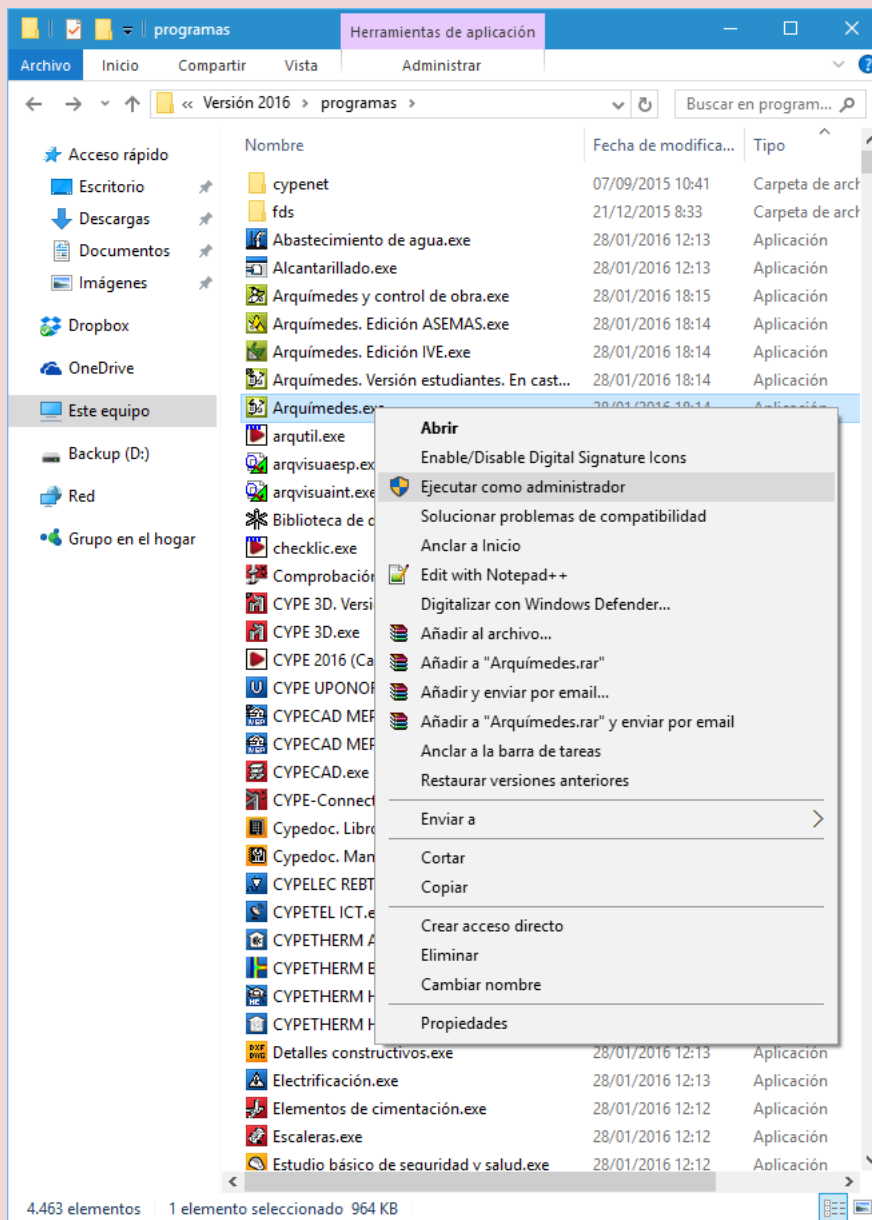 programas
Herramientas de aplicación
Archivo Inicio Compartir Vista Administrar
« Versión 2016 > programas >
Buscar en program...
Nombre Fecha de modifica... Tipo
Acceso rápido
Escritorio
Descargas
Documentos
Imágenes
Dropbox
OneDrive
Este equipo
Backup (D:)
Red
Grupo en el hogar
cypenet 07/09/2015 10:41 Carpeta de arch
fds 21/12/2015 8:33 Carpeta de arch
Abastecimiento de agua.exe 28/01/2016 12:13 Aplicación
Alcantarillado.exe 28/01/2016 12:13 Aplicación
Arquímedes y control de obra.exe 28/01/2016 18:15 Aplicación
Arquímedes. Edición ASEMAS.exe 28/01/2016 18:14 Aplicación
Arquímedes. Edición IVE.exe 28/01/2016 18:14 Aplicación
Arquímedes. Versión estudiantes. En cast... 28/01/2016 18:14 Aplicación
Arquímedes.exe 28/01/2016 18:14 Aplicación
arqutil.exe
arqvisuaesp.ex
arqvisuaint.exe
Biblioteca de
checklic.exe
Comprobación
CYPE 3D. Versi
CYPE 3D.exe
CYPE 2016 (Ca
CYPE UPONOR
CYPECAD MEP
CYPECAD MEP
CYPECAD.exe
CYPE-Connect
Cypedoc. Libro
Cypedoc. Man
CYPELEC REBT
CYPETEL ICT.e
CYPETHERM
CYPETHERM
CYPETHERM
CYPETHERM
Detalles constructivos.exe 28/01/2016 12:13 Aplicación
Electrificación.exe 28/01/2016 12:13 Aplicación
Elementos de cimentación.exe 28/01/2016 12:12 Aplicación
Escaleras.exe 28/01/2016 12:12 Aplicación
Estudio básico de seguridad y salud.exe 28/01/2016 12:12 Aplicación
Abrir
Enable/Disable Digital Signature Icons
Ejecutar como administrador
Solucionar problemas de compatibilidad
Anclar a Inicio
Edit with Notepad++
Digitalizar con Windows Defender...
Añadir al archivo...
Añadir a "Arquímedes.rar"
Añadir y enviar por email...
Añadir a "Arquímedes.rar" y enviar por email
Anclar a la barra de tareas
Restaurar versiones anteriores
Enviar a
Cortar
Copiar
Crear acceso directo
Eliminar
Cambiar nombre
Propiedades
4.463 elementos 1 elemento seleccionado 964 KB